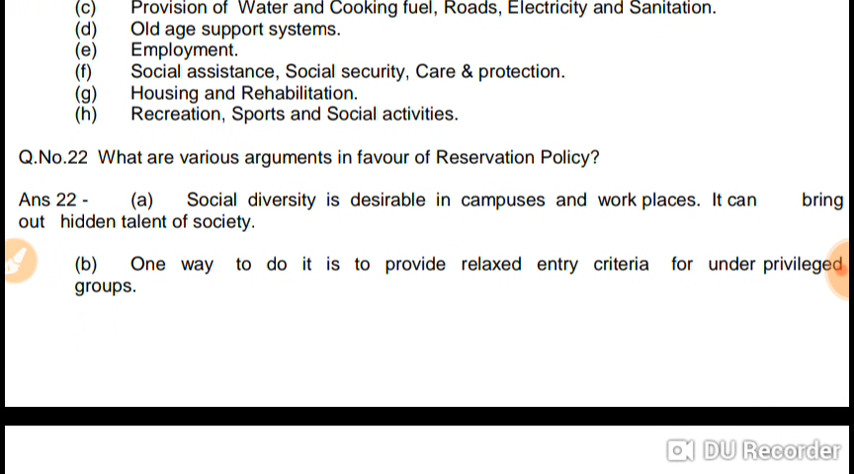 (c) Provision of Water and Cooking fuel, Roads, Electricity and Sanitation.
(d) Old age support systems.
(e) Employment.
(f) Social assistance, Social security, Care & protection.
(g) Housing and Rehabilitation.
(h) Recreation, Sports and Social activities.
Q.No.22 What are various arguments in favour of Reservation Policy?
Ans 22 - (a) Social diversity is desirable in campuses and work places. It can bring
out hidden talent of society.
(b) One way to do it is to provide relaxed entry criteria for under privileged
groups.
DU Recorder